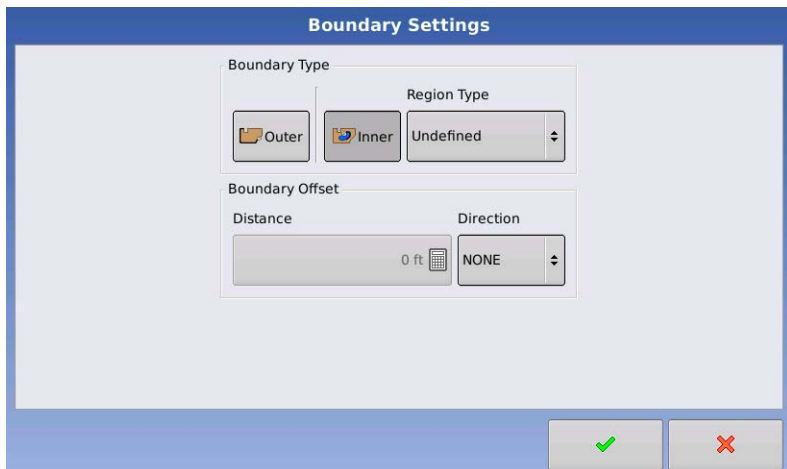 Boundary Settings
Boundary Type
Region Type
Outer
Inner
Undefined
Boundary Offset
Distance
Direction
0 ft
NONE